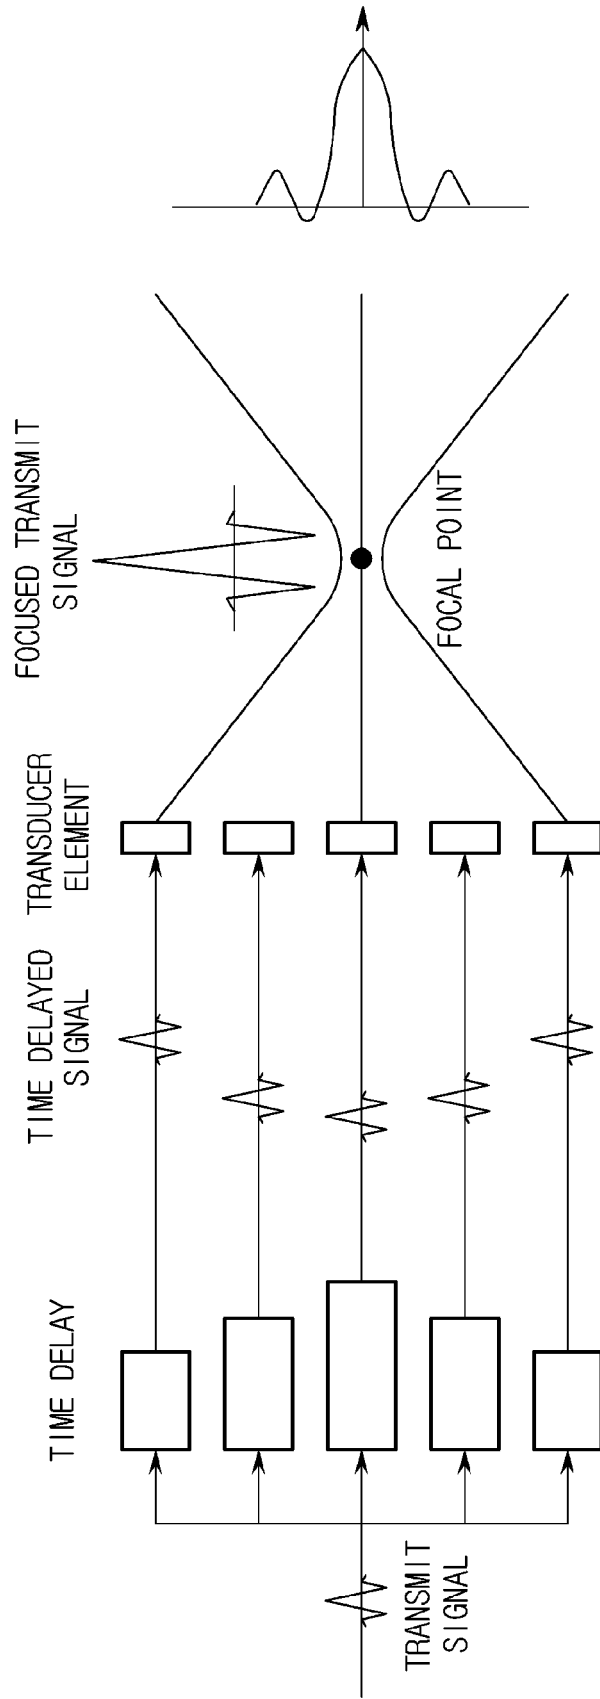 TRANSMIT
SIGNAL
TIME DELAY
TIME DELAYED
SIGNAL
TRANSDUCER
ELEMENT
FOCUSED TRANSMIT
SIGNAL
FOCAL POINT